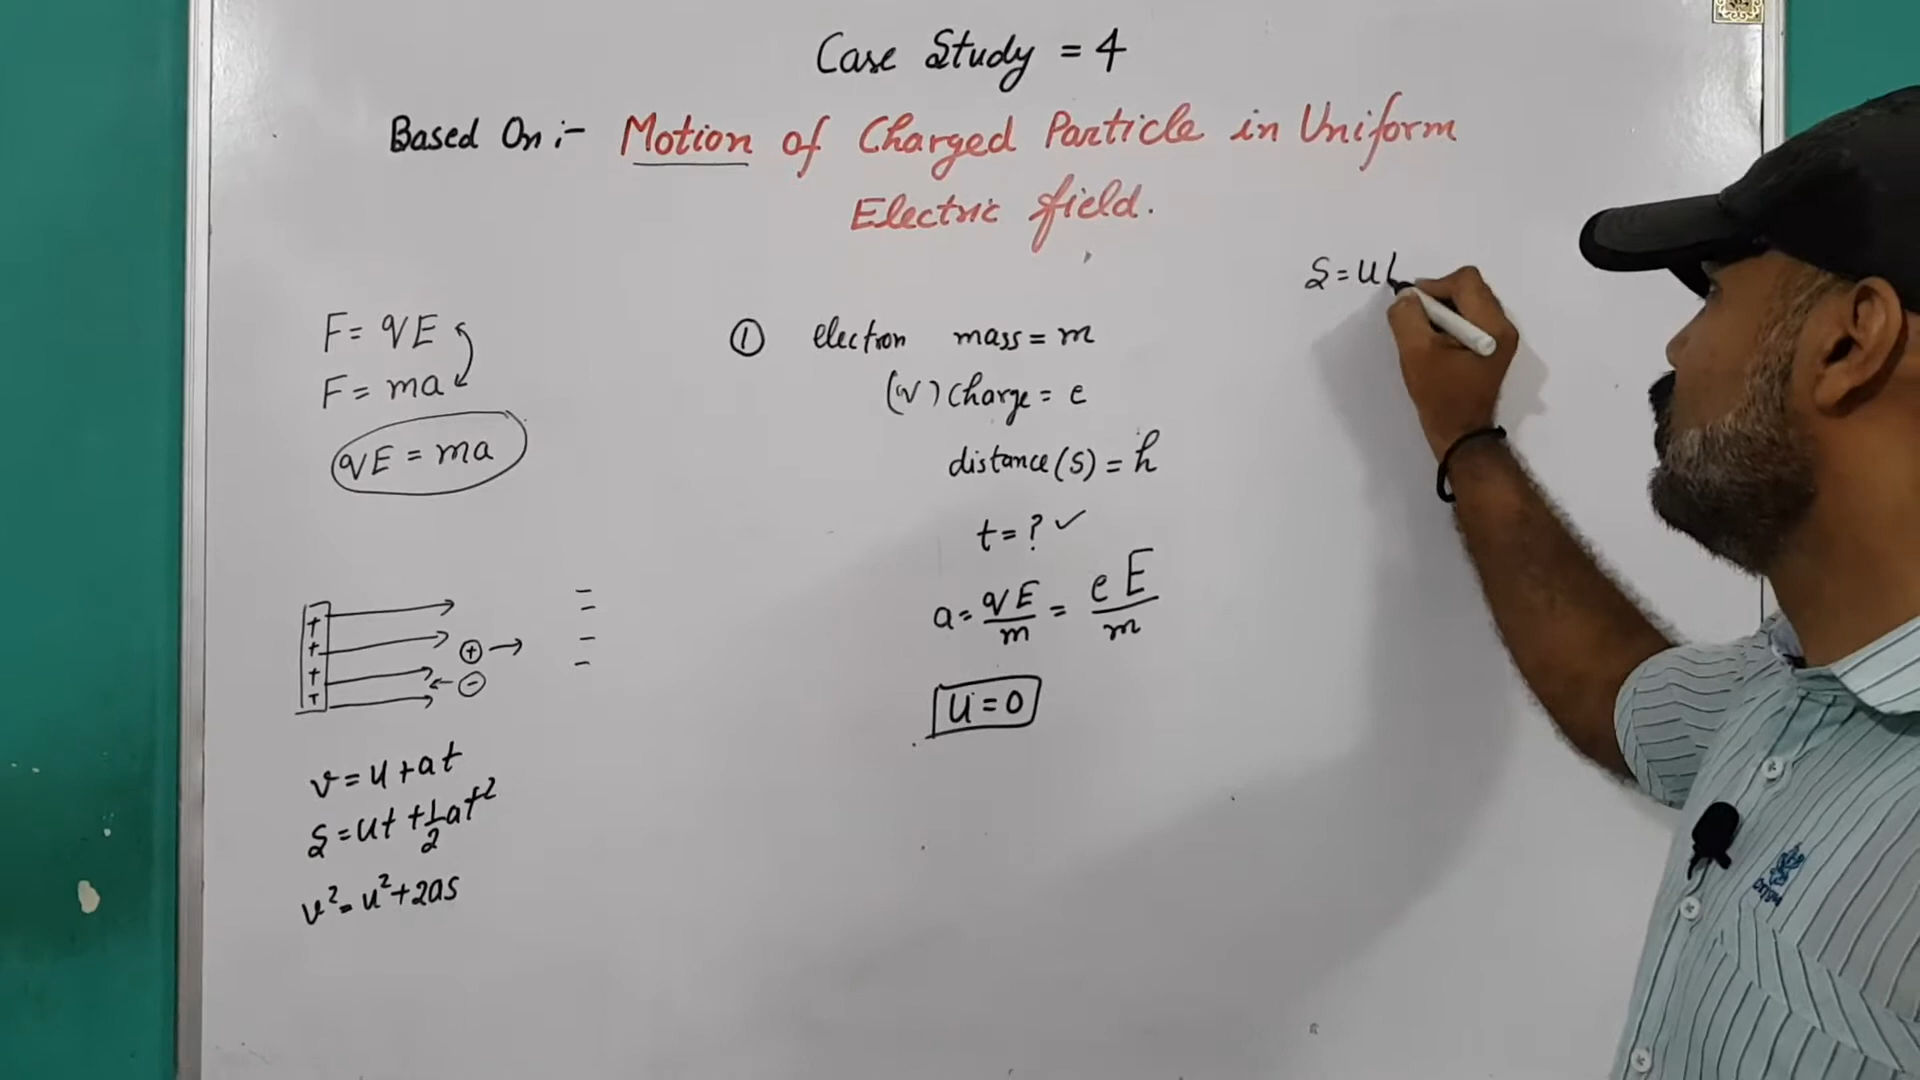 Case Study = 4
Based On :- Motion of Charged Particle in Uniform
Electric field.
F = qE
F = ma
qE = ma
+
+
+
+
+ →
← -
-
-
-
-
v = u + at
S = ut + 1/2 at²
v² = u² + 2as
① electron mass = m
(q) Charge = e
distance (S) = h
t = ? ✓
a = qE/m = eE/m
u = 0
S = u